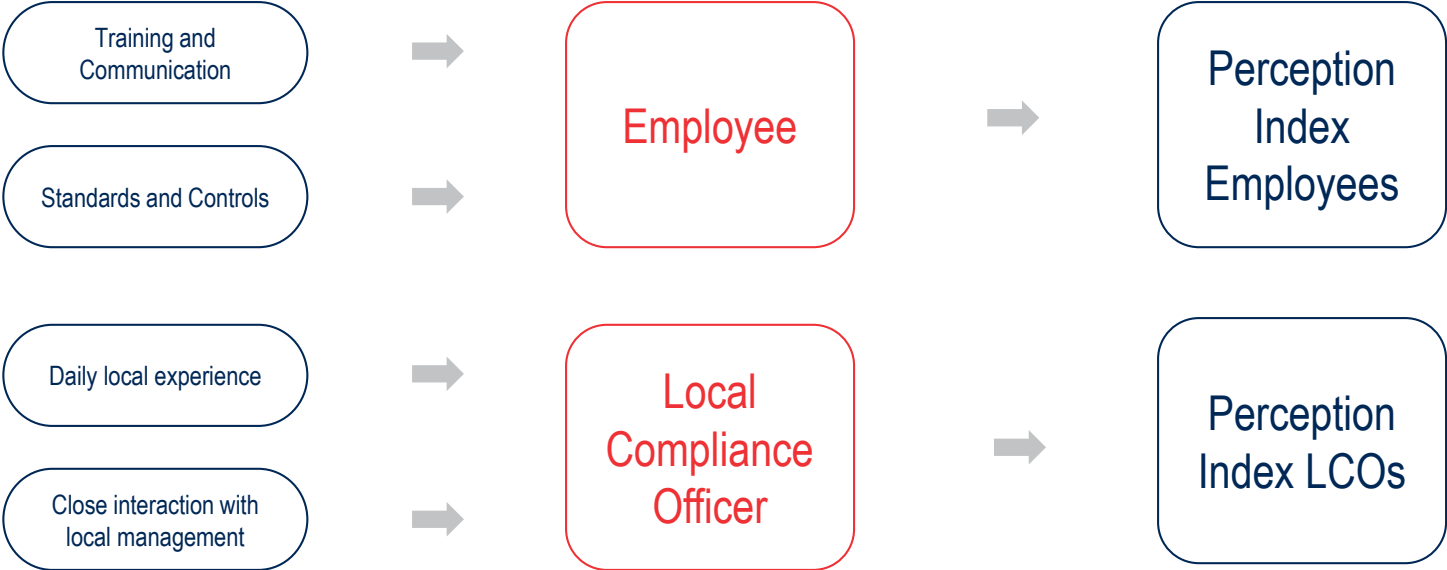 Training and
Communication
Standards and Controls
Employee
Perception
Index
Employees
Daily local experience
Close interaction with
local management
Local
Compliance
Officer
Perception
Index LCOs